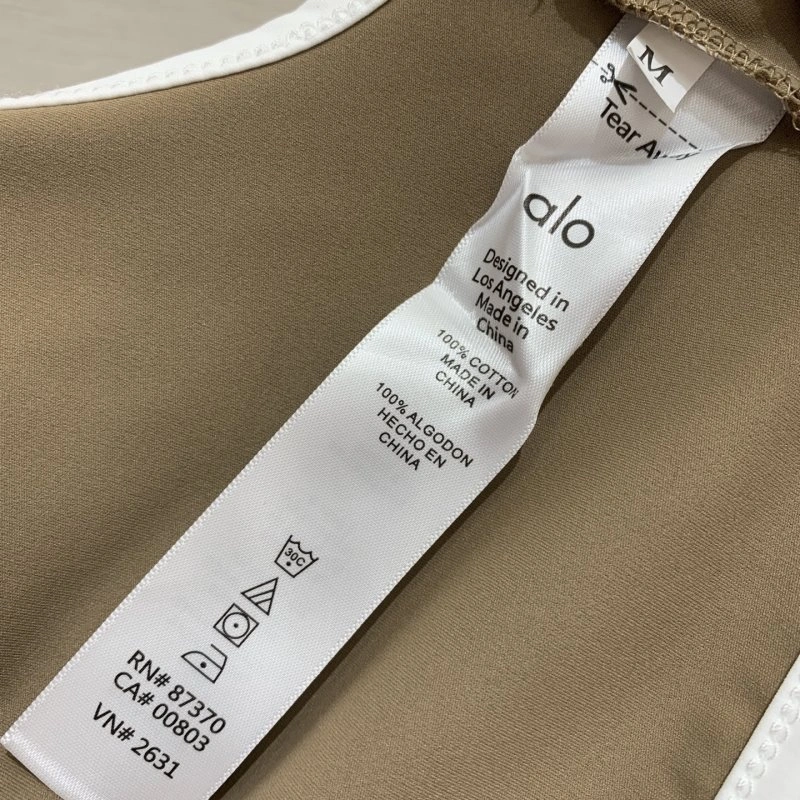 M
Tear Away
alo
Designed in
Los Angeles
Made in
China
100% COTTON
MADE IN
CHINA
100% ALGODON
HECHO EN
CHINA
30C
RN# 87370
CA# 00803
VN# 2631